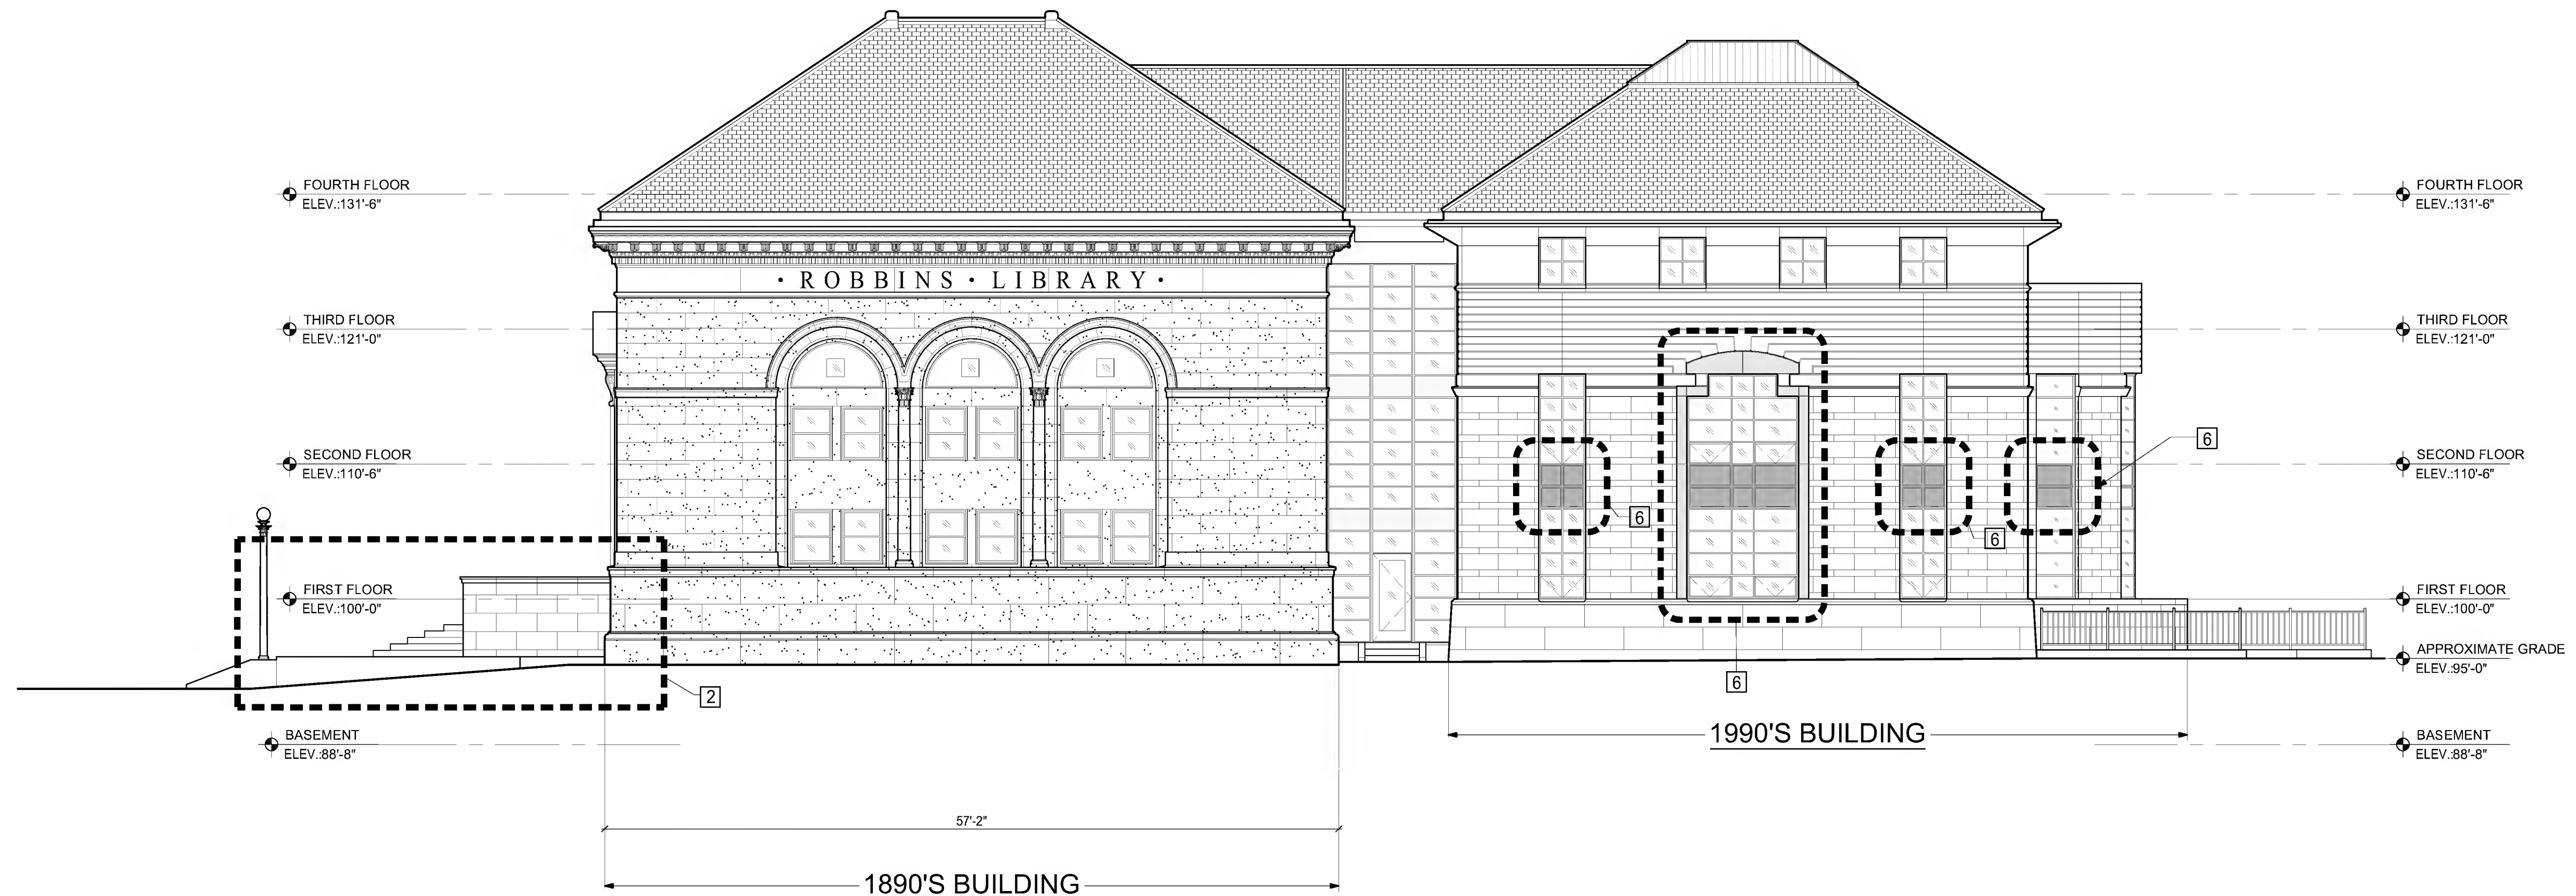 FOURTH FLOOR
ELEV.:131'-6"
FOURTH FLOOR
ELEV.:131'-6"
· ROBBINS · LIBRARY ·
THIRD FLOOR
ELEV.:121'-0"
THIRD FLOOR
ELEV.:121'-0"
6
SECOND FLOOR
ELEV.:110'-6"
SECOND FLOOR
ELEV.:110'-6"
6
6
FIRST FLOOR
ELEV.:100'-0"
FIRST FLOOR
ELEV.:100'-0"
APPROXIMATE GRADE
ELEV.:95'-0"
6
2
1990'S BUILDING
BASEMENT
ELEV.:88'-8"
BASEMENT
ELEV.:88'-8"
57'-2"
1890'S BUILDING